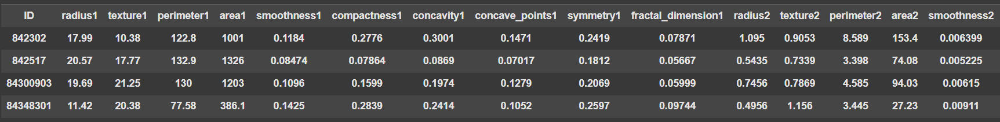 ID radius1 texture1 perimeter1 area1 smoothness1 compactness1 concavity1 concave_points1 symmetry1 fractal_dimension1 radius2 texture2 perimeter2 area2 smoothness2
842302 17.99 10.38 122.8 1001 0.1184 0.2776 0.3001 0.1471 0.2419 0.07871 1.095 0.9053 8.589 153.4 0.006399
842517 20.57 17.77 132.9 1326 0.08474 0.07864 0.0869 0.07017 0.1812 0.05667 0.5435 0.7339 3.398 74.08 0.005225
84300903 19.69 21.25 130 1203 0.1096 0.1599 0.1974 0.1279 0.2069 0.05999 0.7456 0.7869 4.585 94.03 0.00615
84348301 11.42 20.38 77.58 386.1 0.1425 0.2839 0.2414 0.1052 0.2597 0.09744 0.4956 1.156 3.445 27.23 0.00911